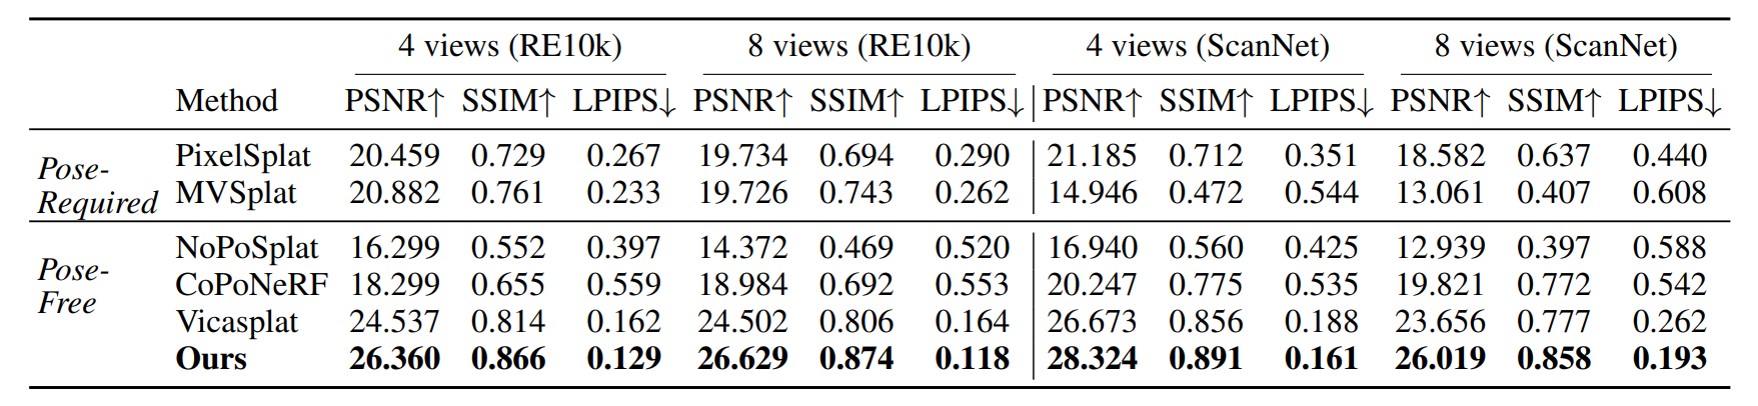 4 views (RE10k) 8 views (RE10k) 4 views (ScanNet) 8 views (ScanNet)
Method PSNR↑ SSIM↑ LPIPS↓ PSNR↑ SSIM↑ LPIPS↓ PSNR↑ SSIM↑ LPIPS↓ PSNR↑ SSIM↑ LPIPS↓
Pose-
Required
PixelSplat 20.459 0.729 0.267 19.734 0.694 0.290 21.185 0.712 0.351 18.582 0.637 0.440
MVSplat 20.882 0.761 0.233 19.726 0.743 0.262 14.946 0.472 0.544 13.061 0.407 0.608
Pose-
Free
NoPoSplat 16.299 0.552 0.397 14.372 0.469 0.520 16.940 0.560 0.425 12.939 0.397 0.588
CoPoNeRF 18.299 0.655 0.559 18.984 0.692 0.553 20.247 0.775 0.535 19.821 0.772 0.542
Vicasplat 24.537 0.814 0.162 24.502 0.806 0.164 26.673 0.856 0.188 23.656 0.777 0.262
Ours 26.360 0.866 0.129 26.629 0.874 0.118 28.324 0.891 0.161 26.019 0.858 0.193